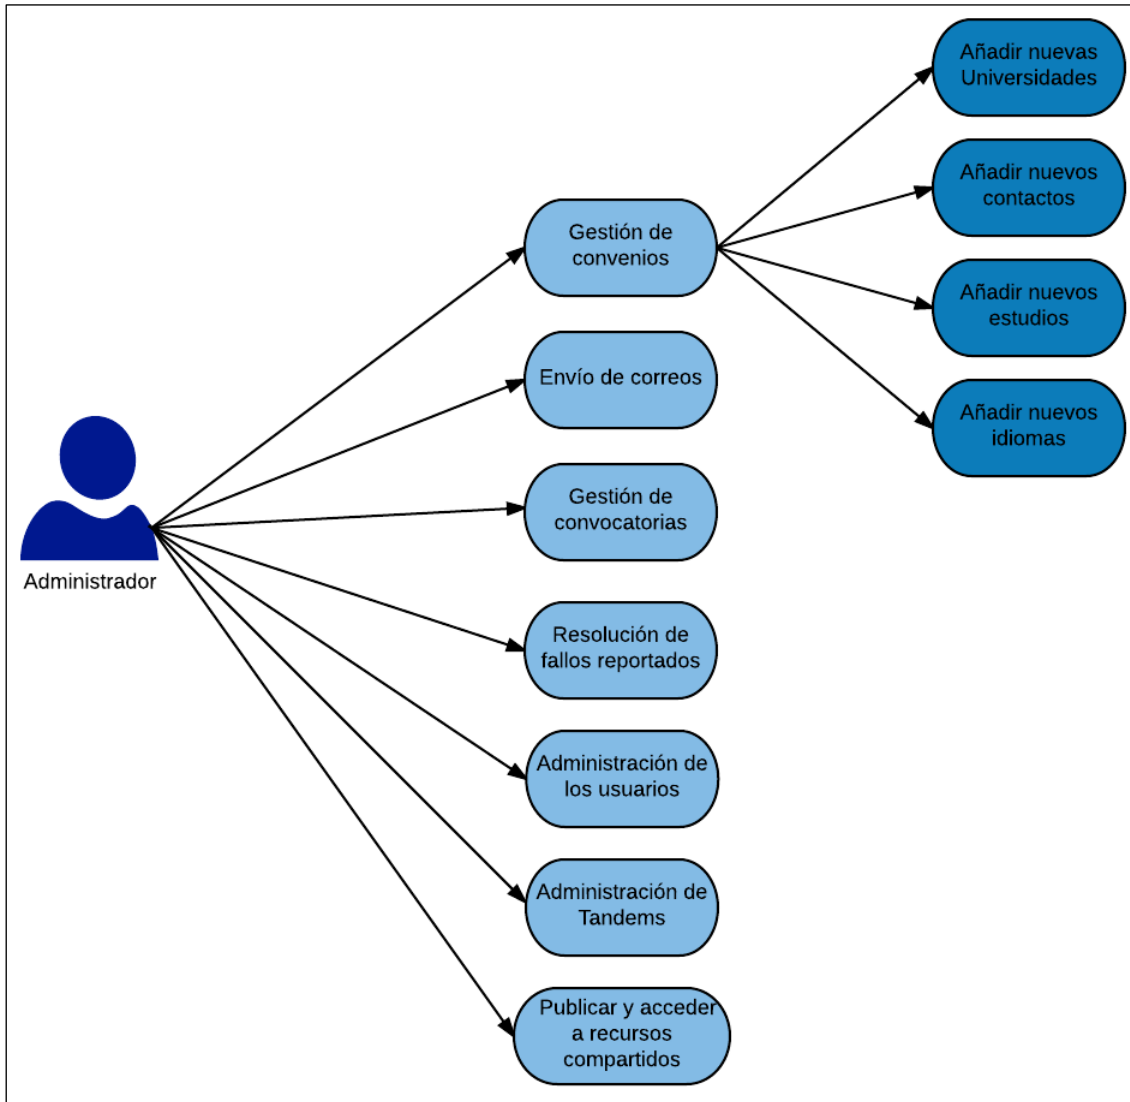 Añadir nuevas
Universidades
Añadir nuevos
contactos
Gestión de
convenios
Añadir nuevos
estudios
Envío de correos
Añadir nuevos
idiomas
Gestión de
convocatorias
Administrador
Resolución de
fallos reportados
Administración de
los usuarios
Administración de
Tandems
Publicar y acceder
a recursos
compartidos